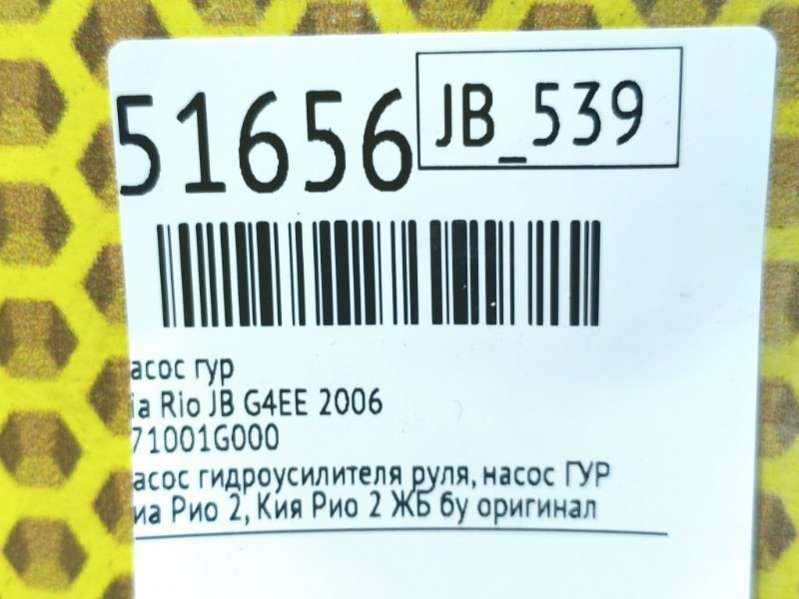 51656
JB_539
асос гур
ia Rio JB G4EE 2006
71001G000
асос гидроусилителя руля, насос ГУР
иа Рио 2, Кия Рио 2 ЖБ бу оригинал